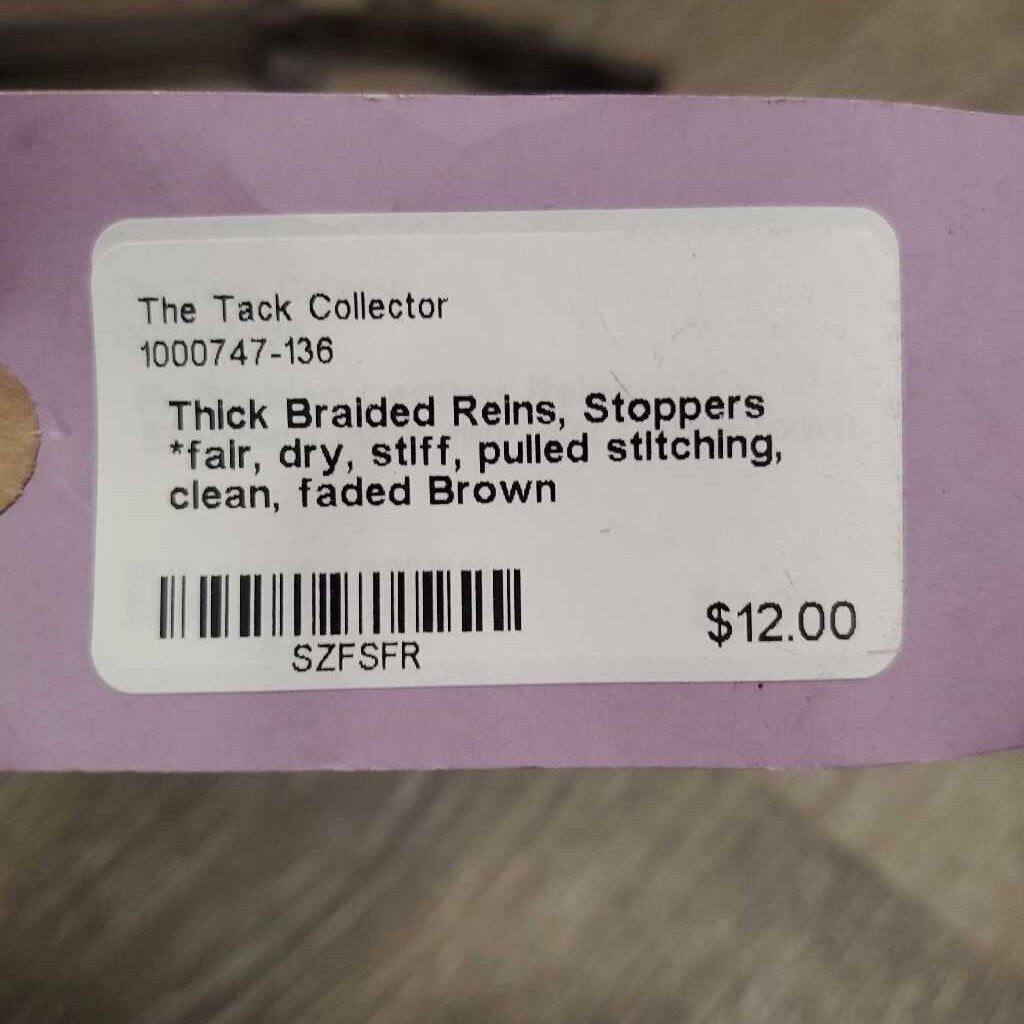 The Tack Collector
1000747-136
Thick Braided Reins, Stoppers
*fair, dry, stiff, pulled stitching,
clean, faded Brown
SZFSFR
$12.00